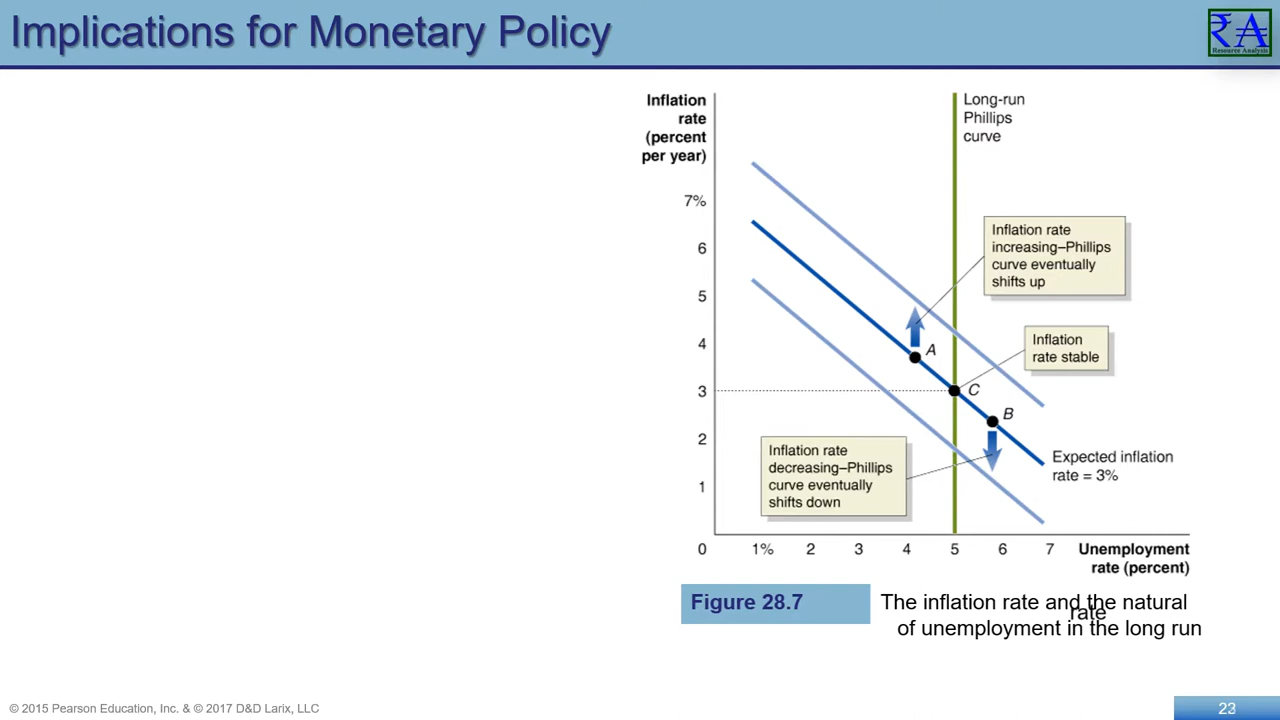 Implications for Monetary Policy
₹A
Resource Analysis
Inflation
rate
(percent
per year)
Long-run
Phillips
curve
7%
6
5
4
3
2
1
0
Inflation rate
increasing–Phillips
curve eventually
shifts up
Inflation
rate stable
A
C
B
Inflation rate
decreasing–Phillips
curve eventually
shifts down
Expected inflation
rate = 3%
1%
2
3
4
5
6
7
Unemployment
rate (percent)
Figure 28.7
The inflation rate and the natural
rate
of unemployment in the long run
© 2015 Pearson Education, Inc. & © 2017 D&D Larix, LLC
23